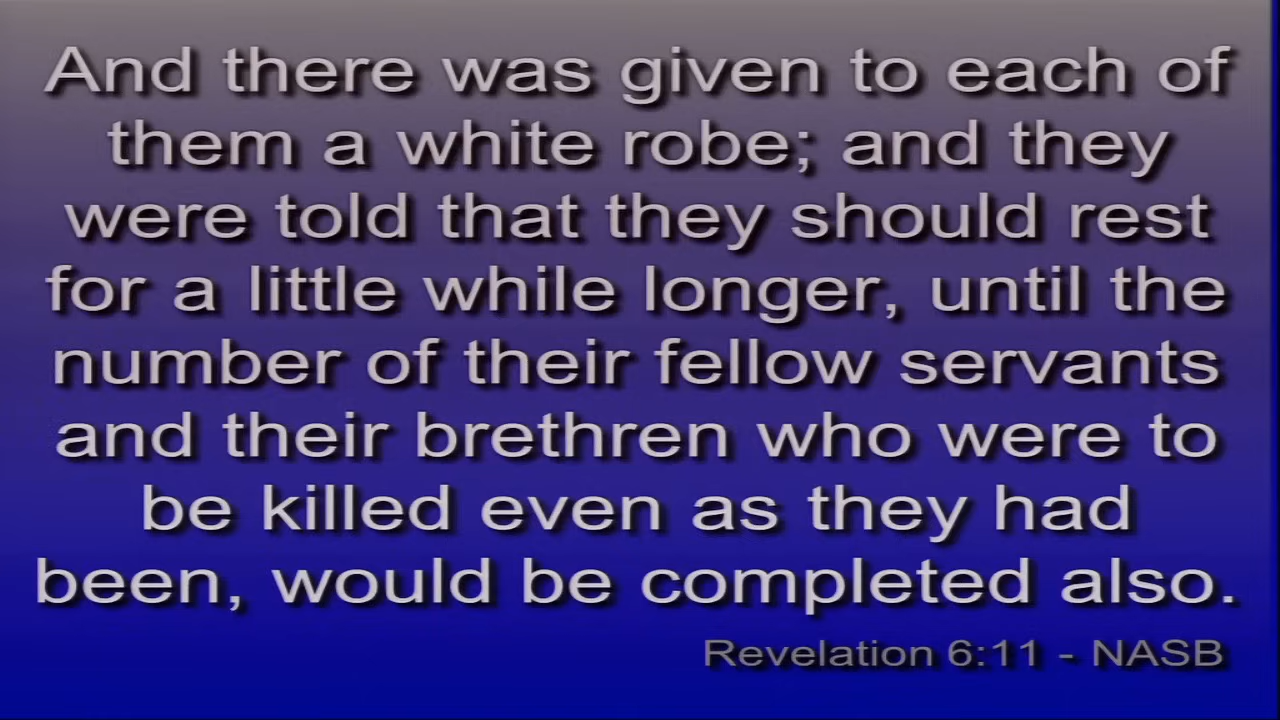 And there was given to each of
them a white robe; and they
were told that they should rest
for a little while longer, until the
number of their fellow servants
and their brethren who were to
be killed even as they had
been, would be completed also.
Revelation 6:11 - NASB